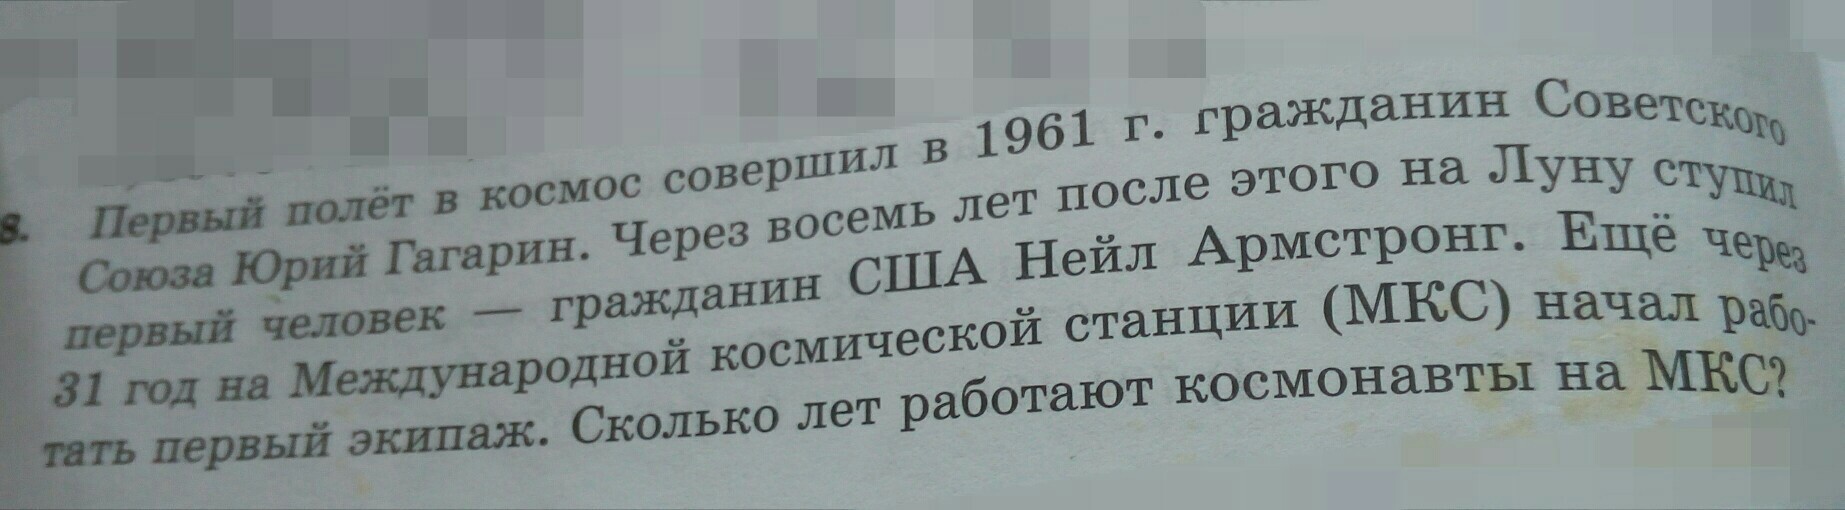 8. Первый полёт в космос совершил в 1961 г. гражданин Советского
Союза Юрий Гагарин. Через восемь лет после этого на Луну ступил
первый человек — гражданин США Нейл Армстронг. Ещё через
31 год на Международной космической станции (МКС) начал рабо-
тать первый экипаж. Сколько лет работают космонавты на МКС?